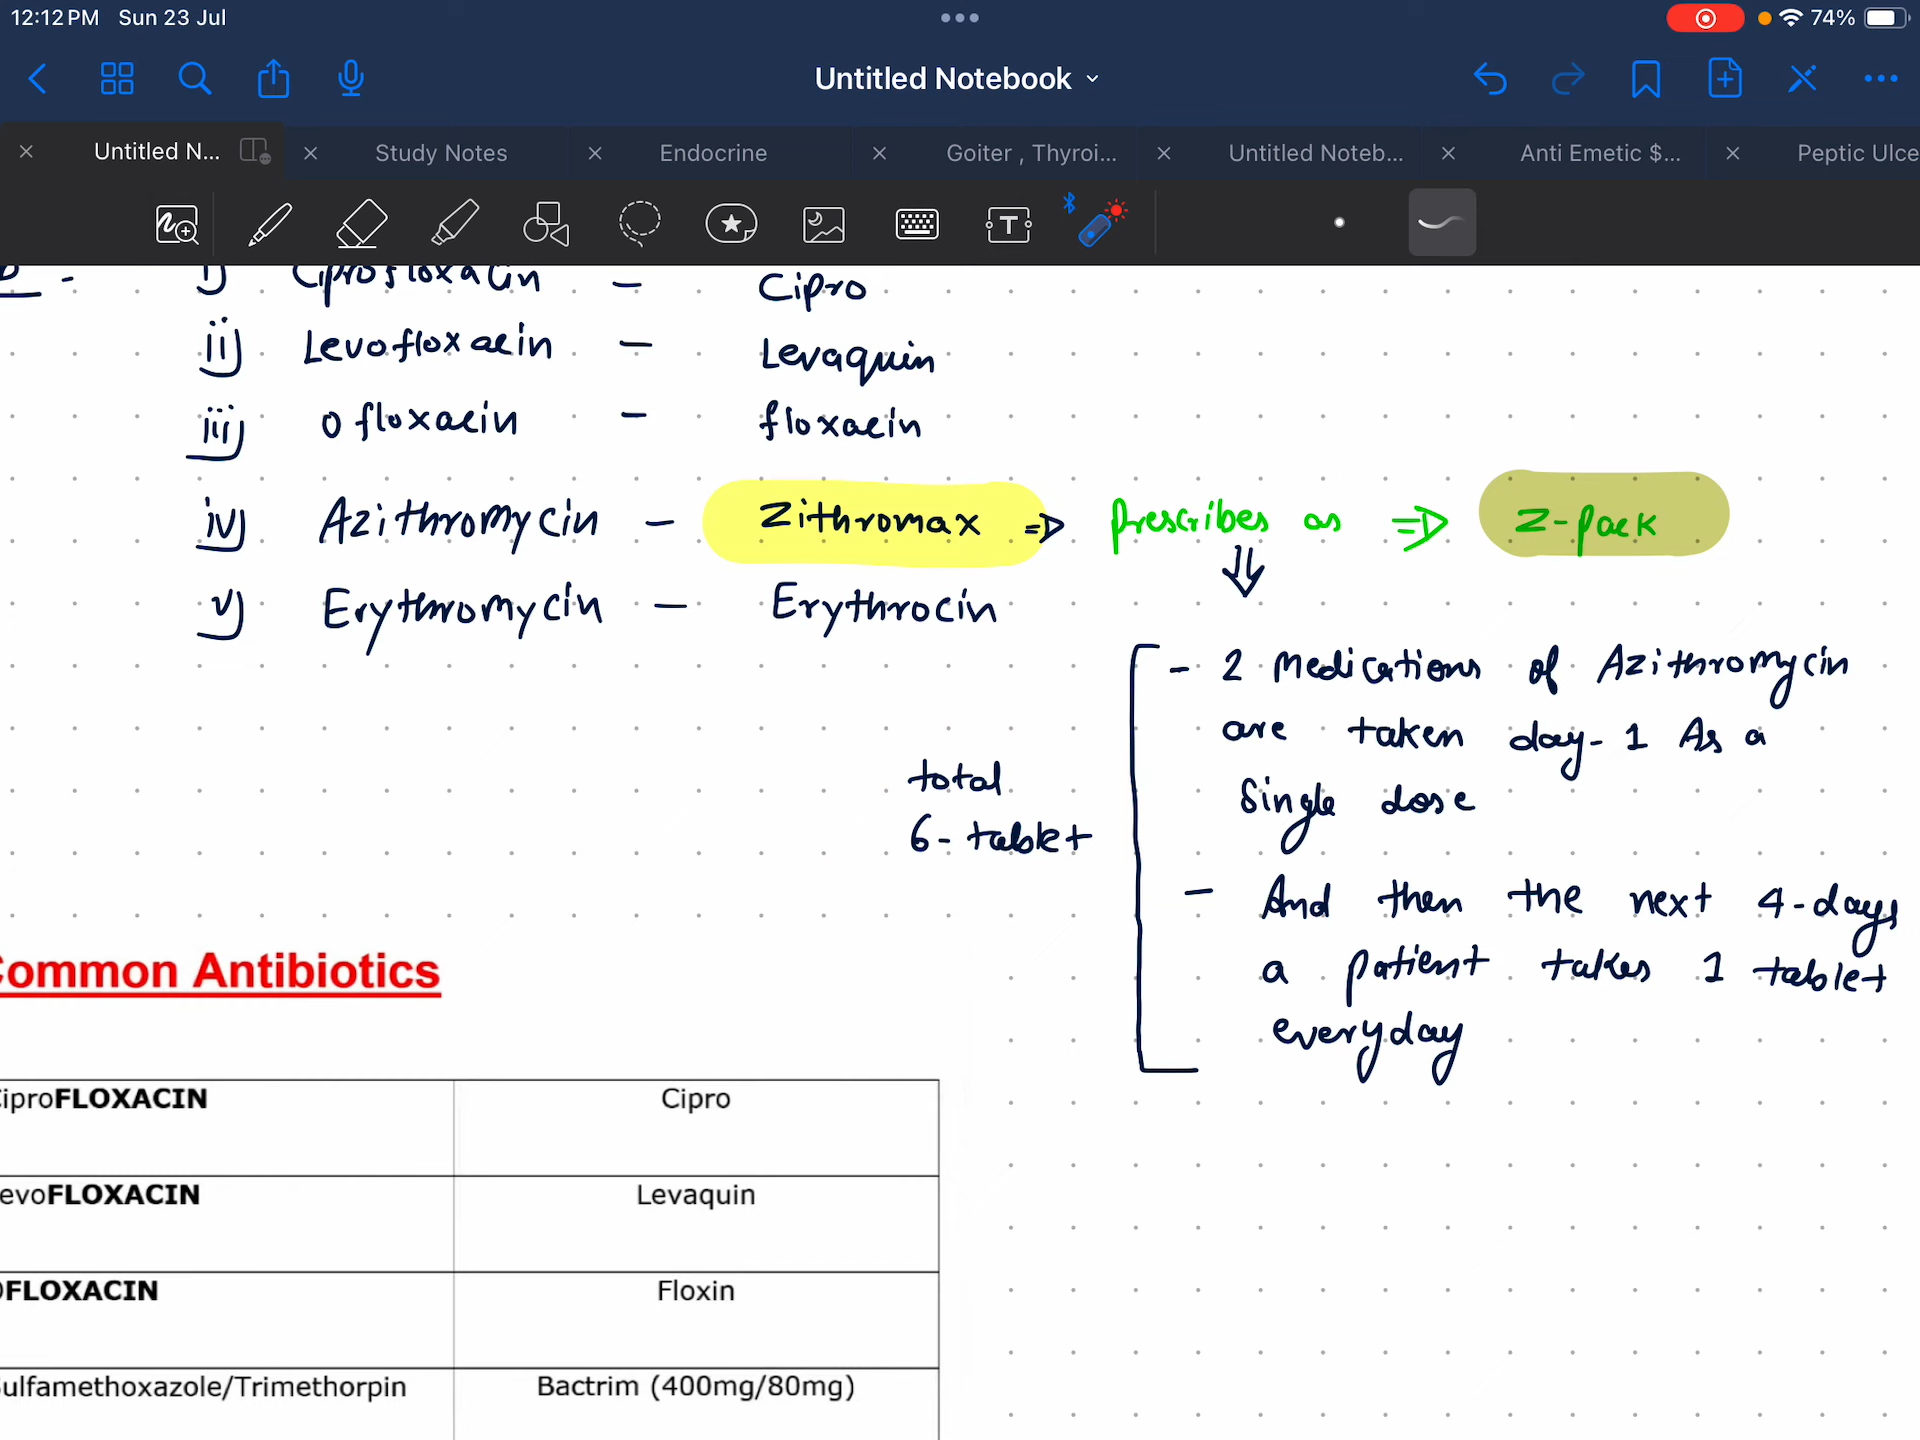 12:12 PM Sun 23 Jul
74%
Untitled Notebook
Untitled N...
Study Notes
Endocrine
Goiter , Thyroi...
Untitled Noteb...
Anti Emetic $...
Peptic Ulce
i) Ciprofloxacin - Cipro
ii) Levofloxacin - Levaquin
iii) Ofloxacin - floxacin
iv) Azithromycin - Zithromax ⇒ Prescribes as ⇒ Z-pack
⇓
v) Erythromycin - Erythrocin
- 2 Medications of Azithromycin
are taken day-1 As a
Single dose
total
6-tablet
- And then the next 4-days
a patient takes 1 tablet
everyday
Common Antibiotics
iproFLOXACIN Cipro
evoFLOXACIN Levaquin
OFLOXACIN Floxin
ulfamethoxazole/Trimethorpin Bactrim (400mg/80mg)